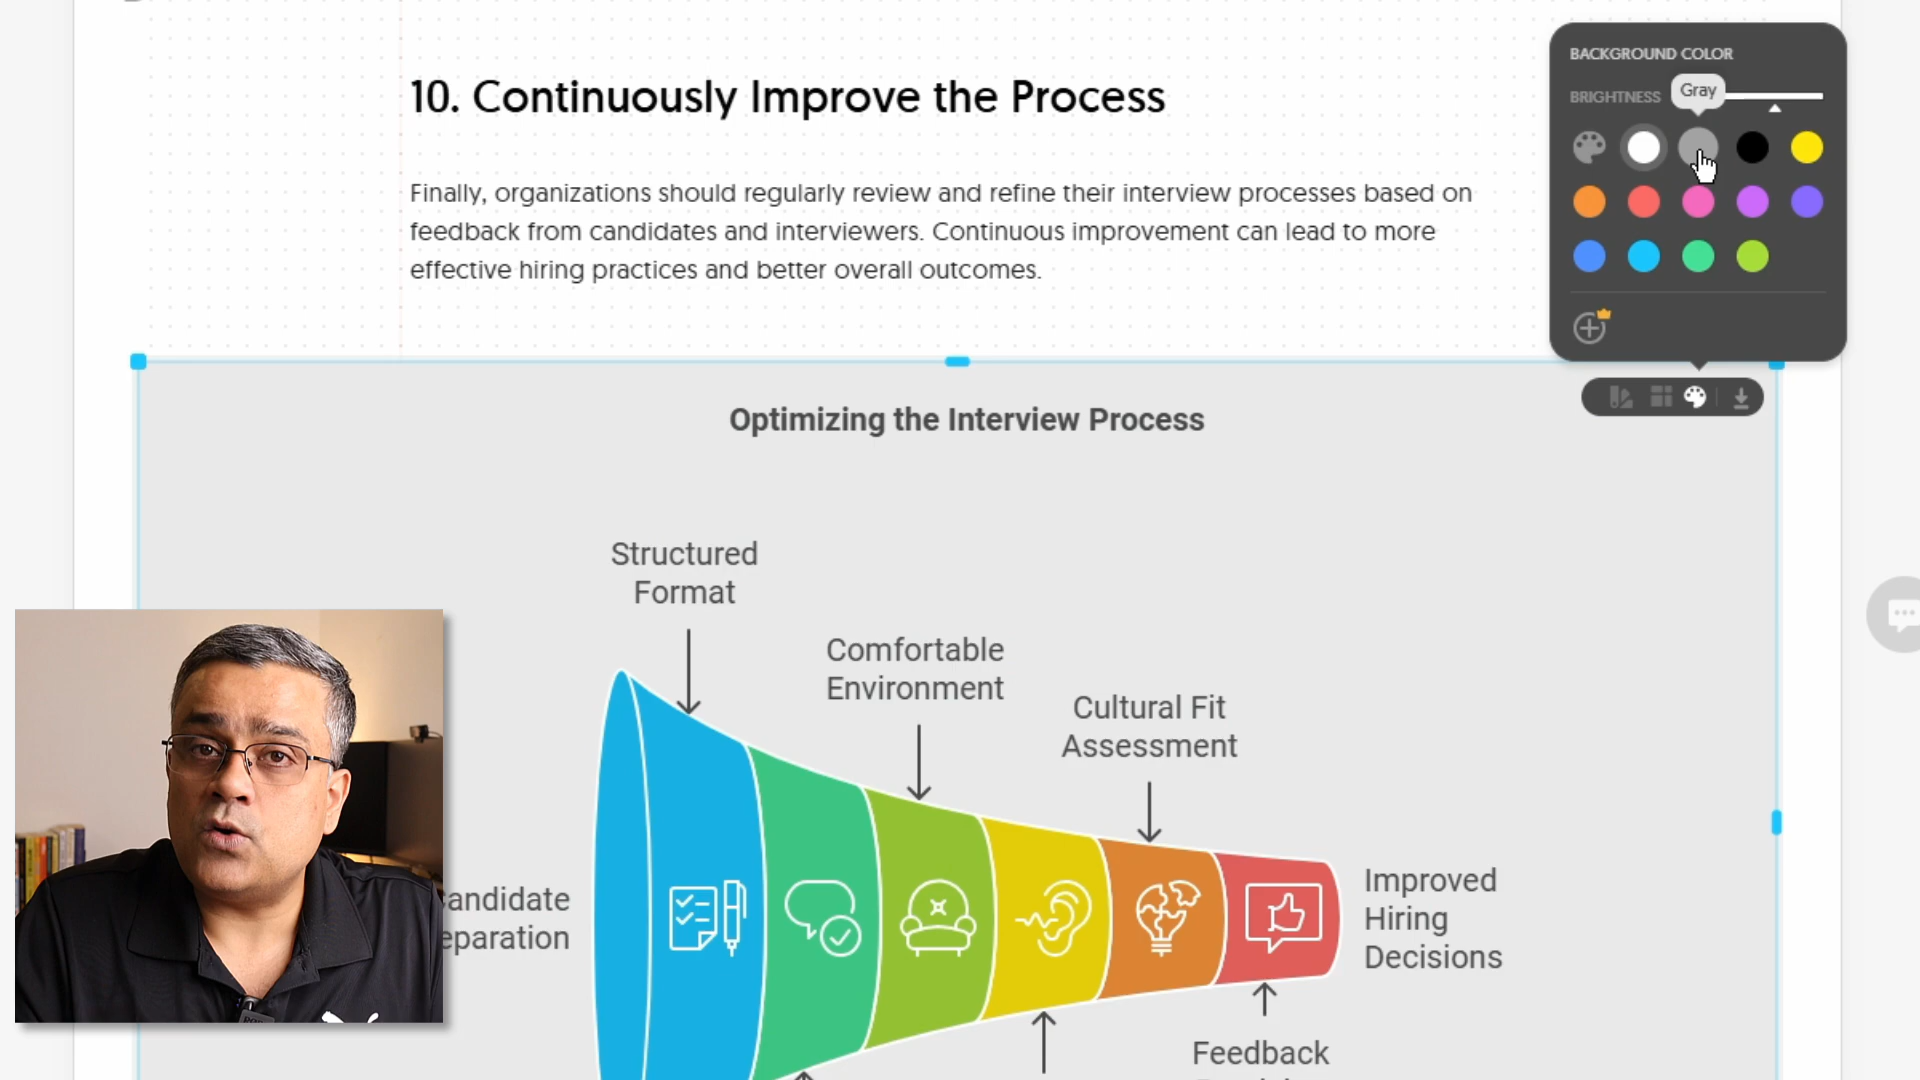 BACKGROUND COLOR
BRIGHTNESS
Gray
10. Continuously Improve the Process
Finally, organizations should regularly review and refine their interview processes based on
feedback from candidates and interviewers. Continuous improvement can lead to more
effective hiring practices and better overall outcomes.
Optimizing the Interview Process
Structured
Format
Comfortable
Environment
Cultural Fit
Assessment
andidate
eparation
Improved
Hiring
Decisions
Feedback